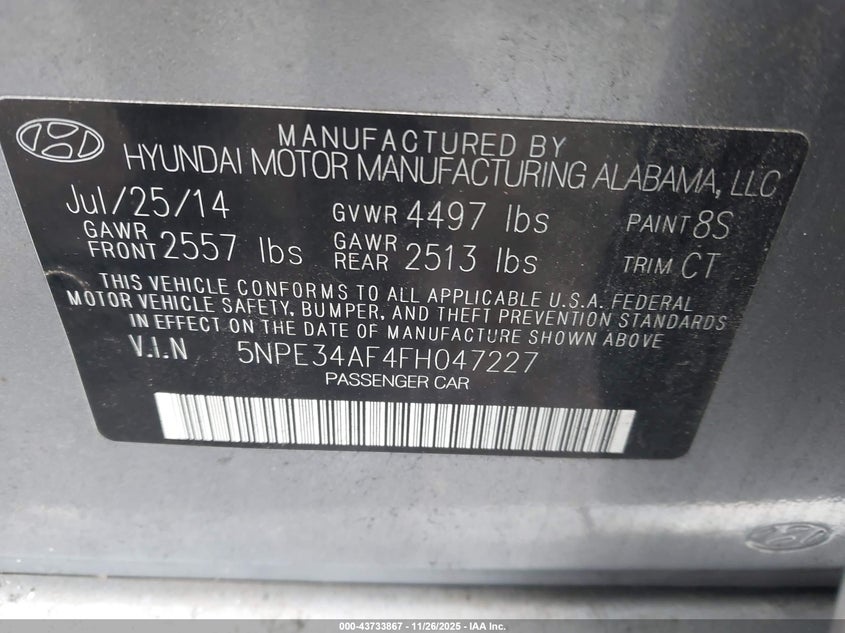 MANUFACTURED BY
HYUNDAI MOTOR MANUFACTURING ALABAMA, LLC
Jul/25/14 GVWR 4497 lbs PAINT 8S
GAWR FRONT 2557 lbs GAWR REAR 2513 lbs TRIM CT
THIS VEHICLE CONFORMS TO ALL APPLICABLE U.S.A. FEDERAL
MOTOR VEHICLE SAFETY, BUMPER, AND THEFT PREVENTION STANDARDS
IN EFFECT ON THE DATE OF MANUFACTURE SHOWN ABOVE
V.I.N 5NPE34AF4FH047227
PASSENGER CAR
000-43733867 - 11/26/2025 - IAA Inc.